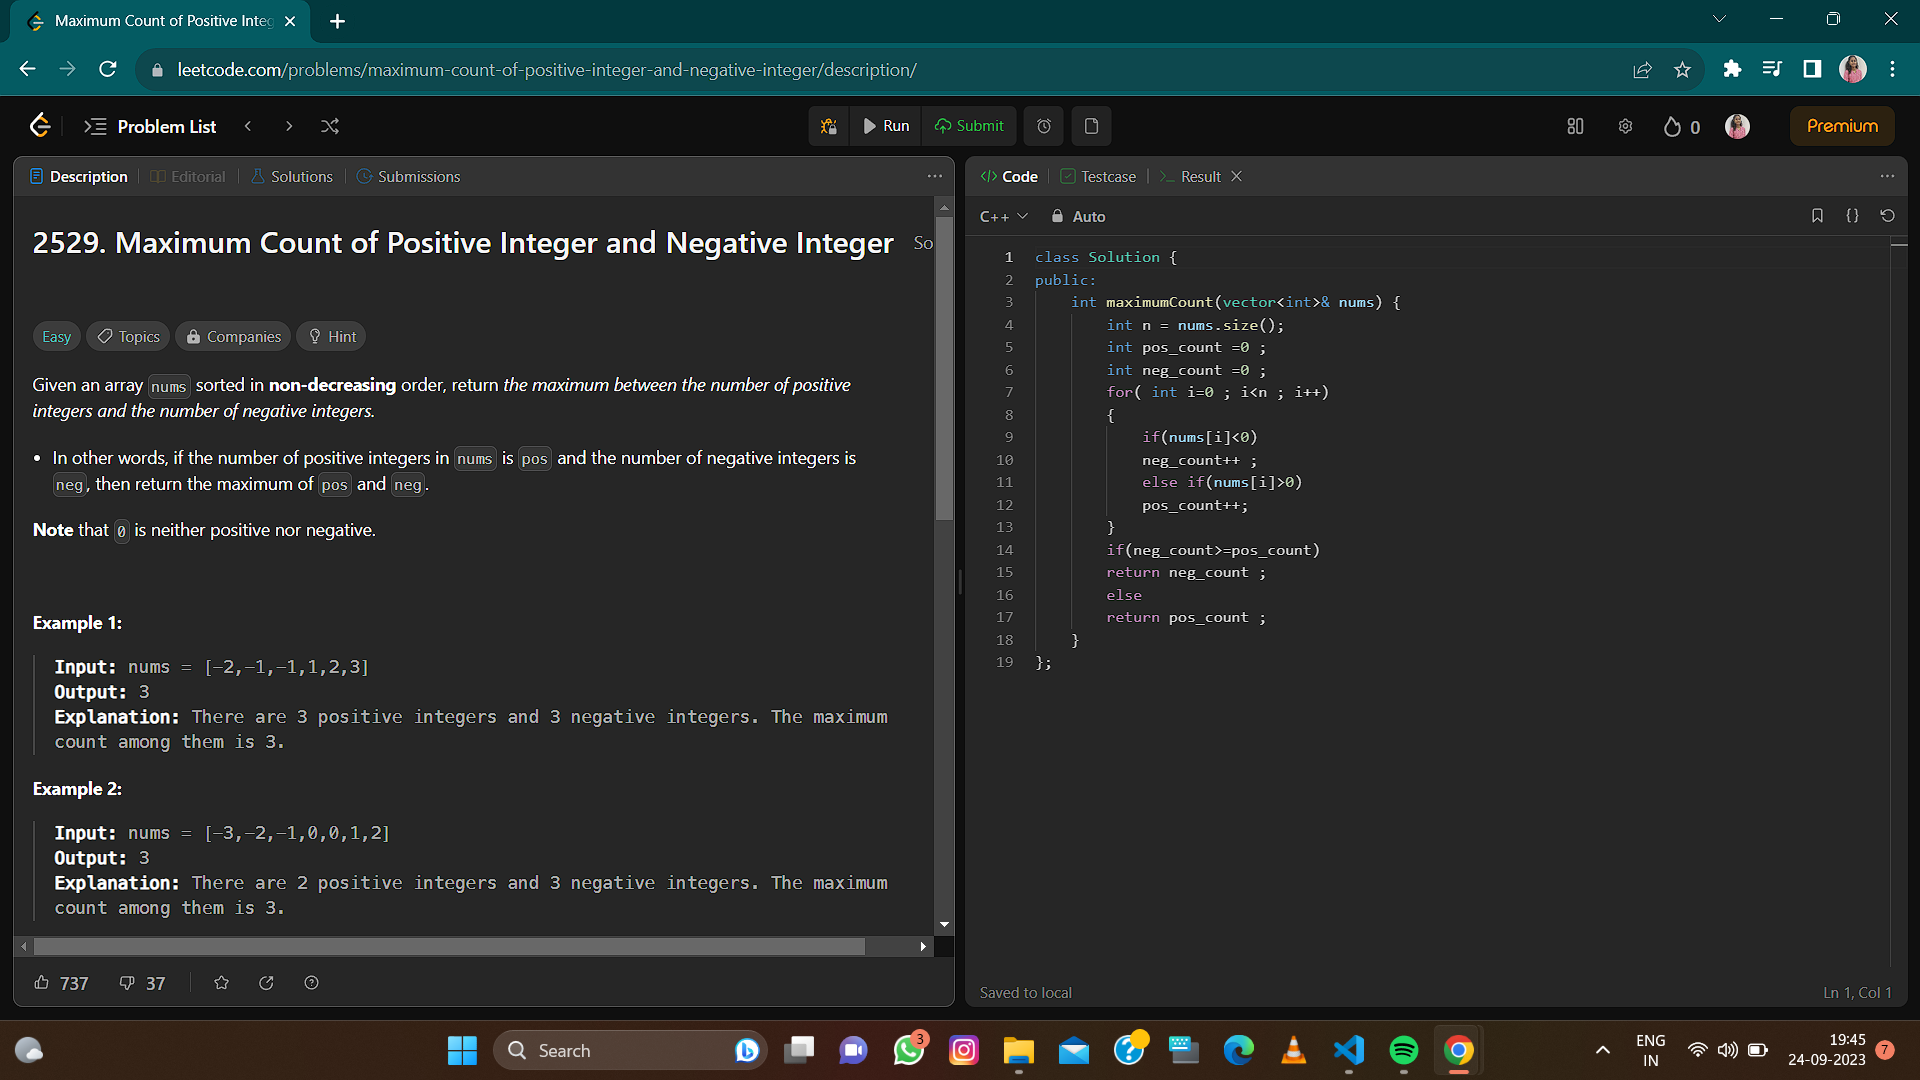 Maximum Count of Positive Integ
leetcode.com/problems/maximum-count-of-positive-integer-and-negative-integer/description/
Problem List
Run
Submit
0
Premium
Description
Editorial
Solutions
Submissions
2529. Maximum Count of Positive Integer and Negative Integer
So
Easy
Topics
Companies
Hint
Given an array nums sorted in non-decreasing order, return the maximum between the number of positive
integers and the number of negative integers.
• In other words, if the number of positive integers in nums is pos and the number of negative integers is
neg, then return the maximum of pos and neg.
Note that 0 is neither positive nor negative.
Example 1:
Input: nums = [-2,-1,-1,1,2,3]
Output: 3
Explanation: There are 3 positive integers and 3 negative integers. The maximum
count among them is 3.
Example 2:
Input: nums = [-3,-2,-1,0,0,1,2]
Output: 3
Explanation: There are 2 positive integers and 3 negative integers. The maximum
count among them is 3.
737
37
</> Code
Testcase
>_ Result
C++
Auto
{}
1 class Solution {
2 public:
3 int maximumCount(vector<int>& nums) {
4 int n = nums.size();
5 int pos_count =0 ;
6 int neg_count =0 ;
7 for( int i=0 ; i<n ; i++)
8 {
9 if(nums[i]<0)
10 neg_count++ ;
11 else if(nums[i]>0)
12 pos_count++;
13 }
14 if(neg_count>=pos_count)
15 return neg_count ;
16 else
17 return pos_count ;
18 }
19 };
Saved to local
Ln 1, Col 1
Search
3
ENG
IN
19:45
24-09-2023
7